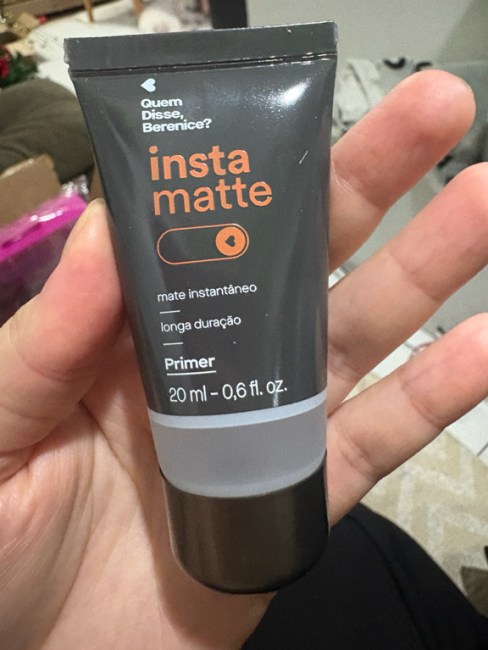 Quem
Disse,
Berenice?
insta
matte
mate instantâneo
longa duração
Primer
20 ml - 0,6 fl. oz.